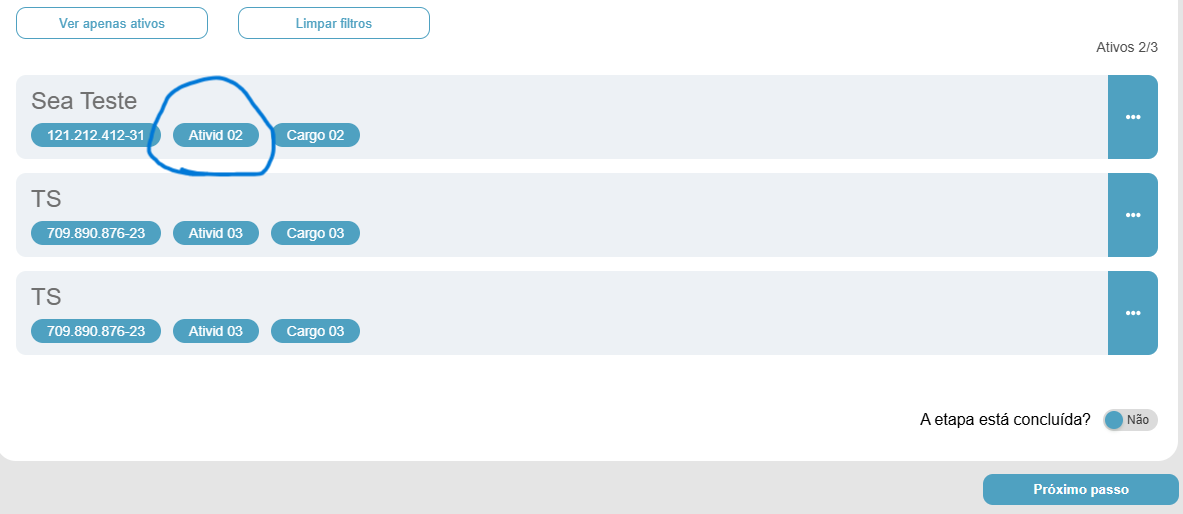 Ver apenas ativos Limpar filtros
Ativos 2/3
Sea Teste
121.212.412-31 Ativid 02 Cargo 02
•••
TS
709.890.876-23 Ativid 03 Cargo 03
•••
TS
709.890.876-23 Ativid 03 Cargo 03
•••
A etapa está concluída? Não
Próximo passo